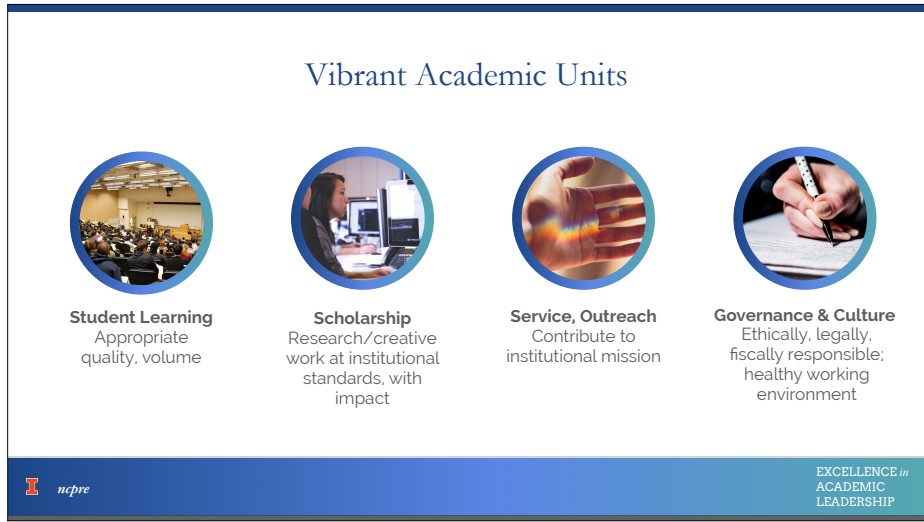 Vibrant Academic Units
Student Learning
Appropriate
quality, volume
Scholarship
Research/creative
work at institutional
standards, with
impact
Service, Outreach
Contribute to
institutional mission
Governance & Culture
Ethically, legally,
fiscally responsible;
healthy working
environment
I ncpre
EXCELLENCE in
ACADEMIC
LEADERSHIP